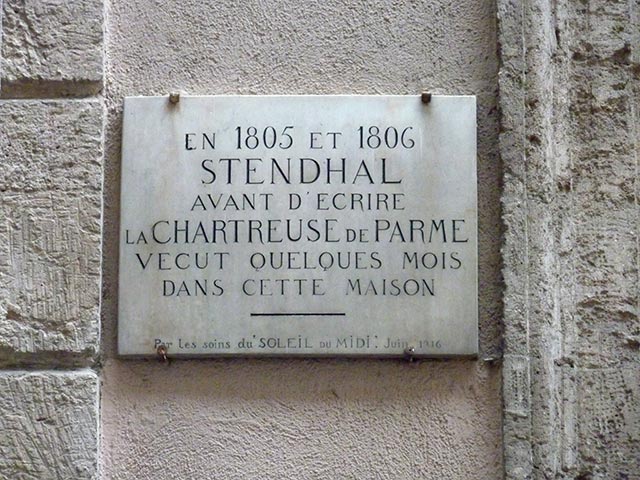 EN 1805 ET 1806
STENDHAL
AVANT D'ECRIRE
LA CHARTREUSE DE PARME
VECUT QUELQUES MOIS
DANS CETTE MAISON
Par les soins du "SOLEIL DU MIDI". Juin 1916